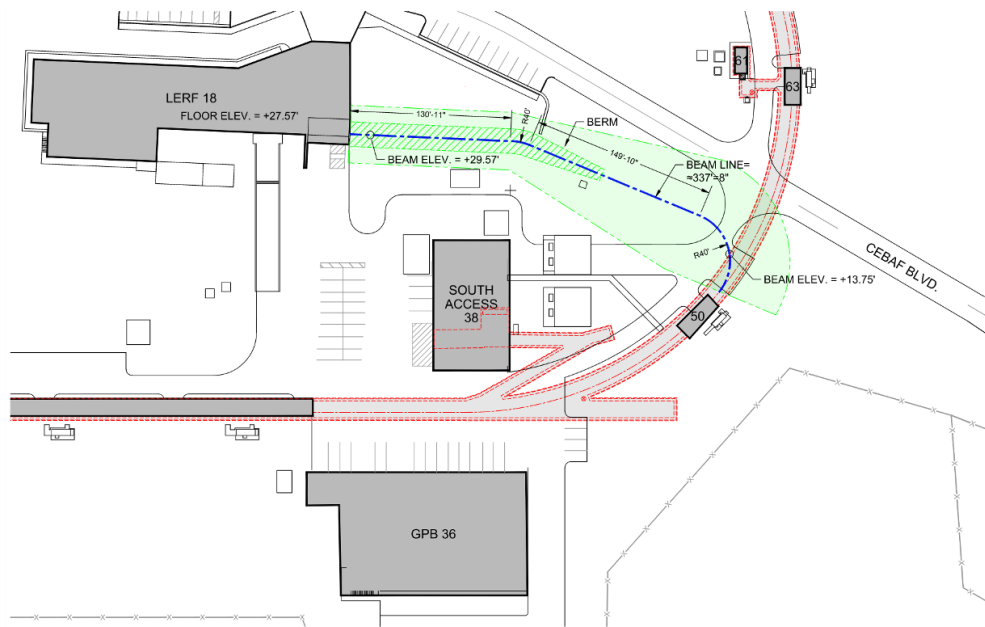 61
63
LERF 18
FLOOR ELEV. = +27.57'
130'-11"
R40'
BERM
BEAM ELEV. = +29.57'
149'-10"
BEAM LINE=
≈337'=8"
R40'
CEBAF BLVD.
BEAM ELEV. = +13.75'
SOUTH
ACCESS
38
50
GPB 36